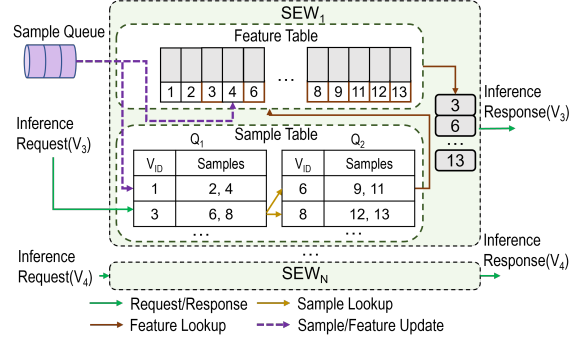 SEW1
Sample Queue
Feature Table
1 2 3 4 6 ... 8 9 11 12 13
3
6
...
13
Inference
Response(V3)
Inference
Request(V3)
Sample Table
Q1 Q2
VID Samples VID Samples
1 2, 4 6 9, 11
3 6, 8 8 12, 13
... ...
...
Inference
Request(V4)
SEWN
Inference
Response(V4)
Request/Response Sample Lookup
Feature Lookup Sample/Feature Update